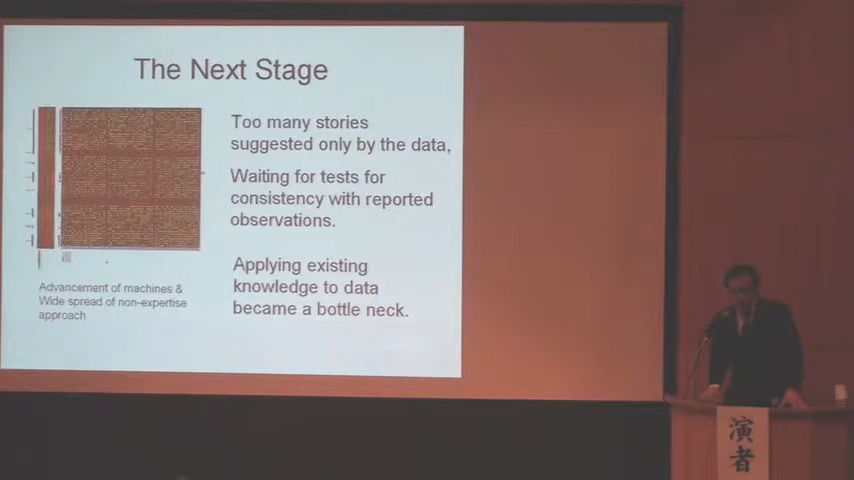 The Next Stage
Too many stories
suggested only by the data,
Waiting for tests for
consistency with reported
observations.
Applying existing
knowledge to data
became a bottle neck.
Advancement of machines &
Wide spread of non-expertise
approach
演
者